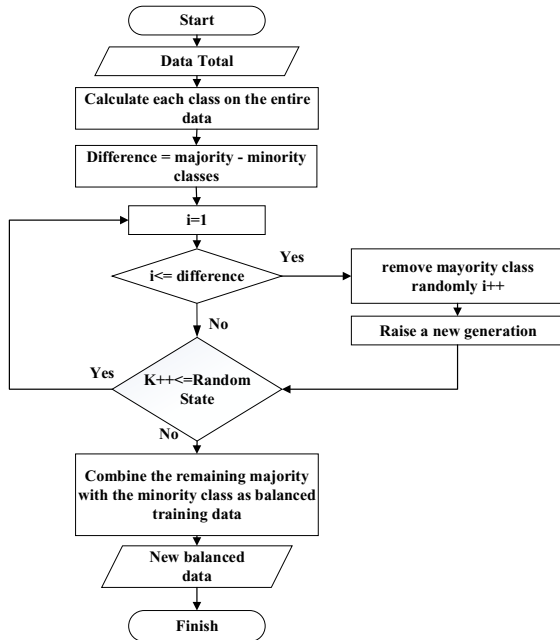 Start
Data Total
Calculate each class on the entire
data
Difference = majority - minority
classes
i=1
i<= difference
Yes
remove mayority class
randomly i++
Raise a new generation
No
Yes
K++<=Random
State
No
Combine the remaining majority
with the minority class as balanced
training data
New balanced
data
Finish